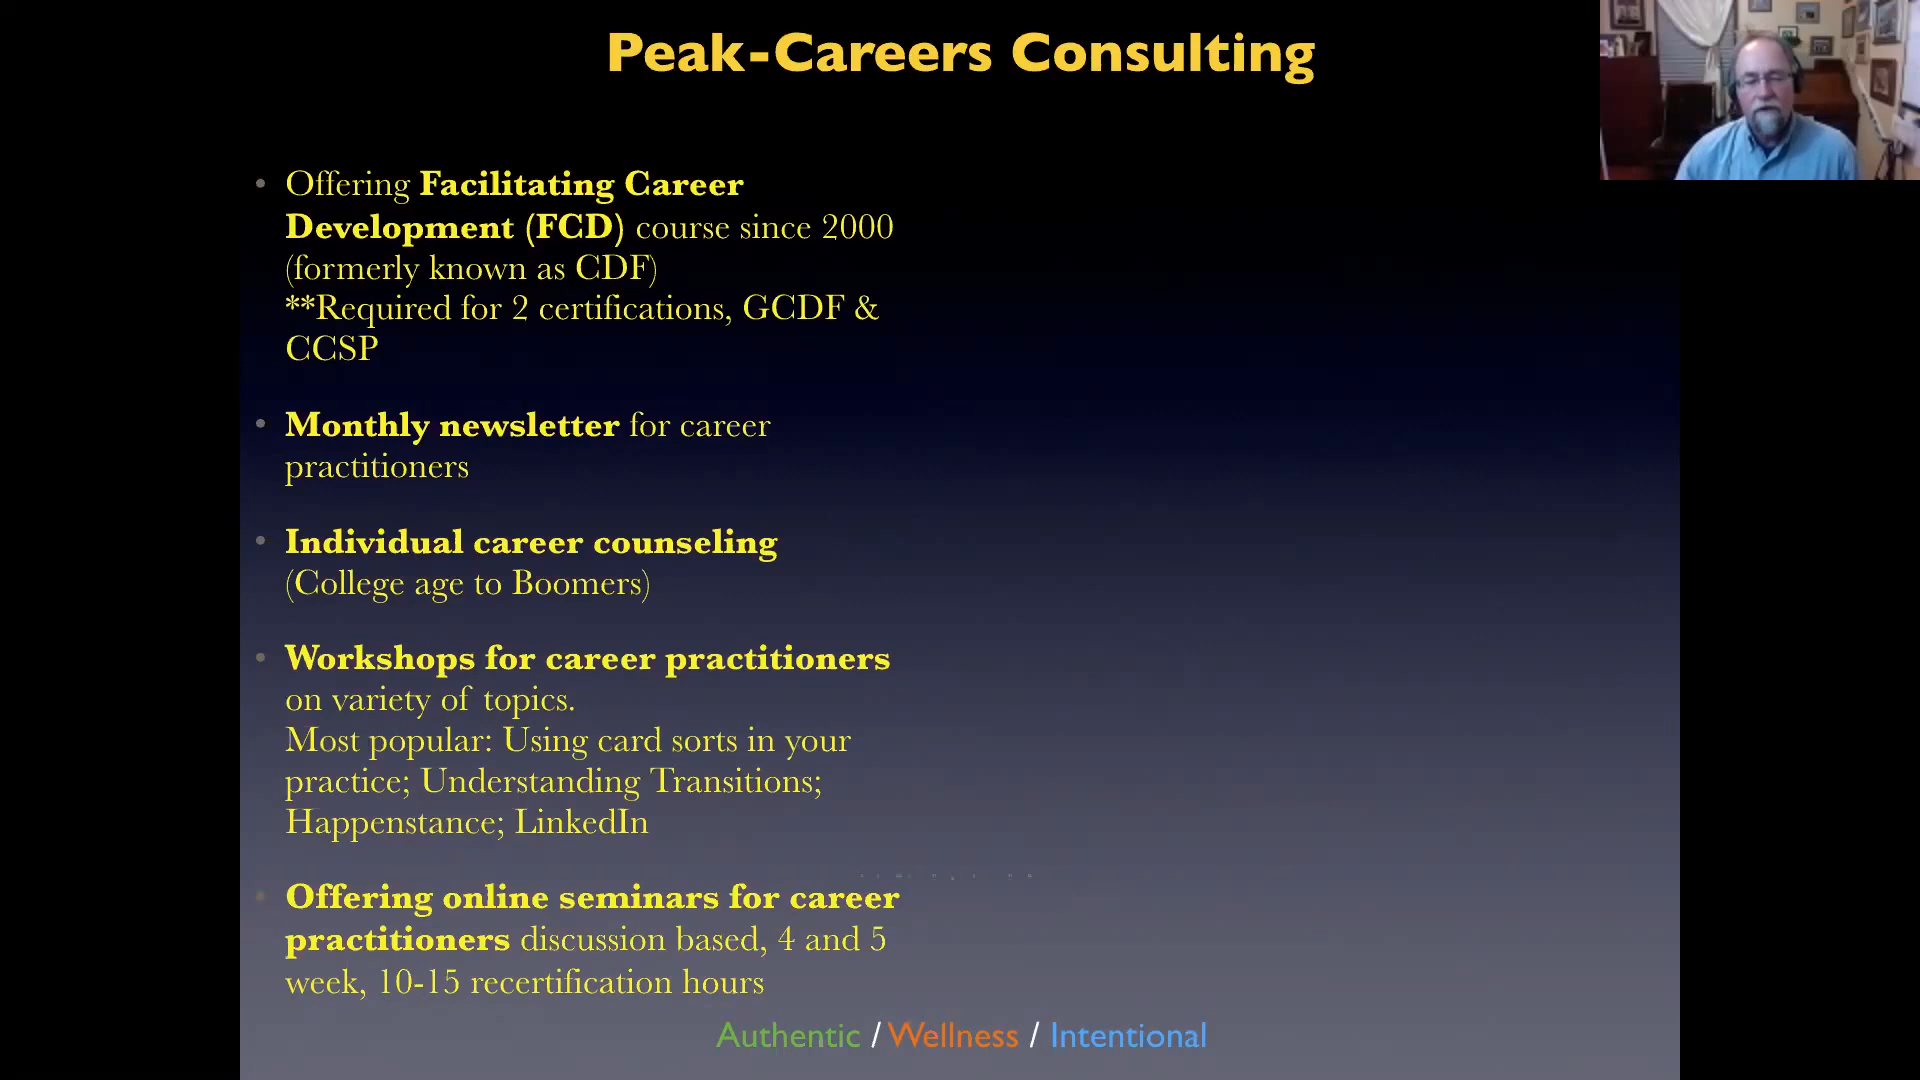 Peak-Careers Consulting
• Offering Facilitating Career
Development (FCD) course since 2000
(formerly known as CDF)
**Required for 2 certifications, GCDF &
CCSP
• Monthly newsletter for career
practitioners
• Individual career counseling
(College age to Boomers)
• Workshops for career practitioners
on variety of topics.
Most popular: Using card sorts in your
practice; Understanding Transitions;
Happenstance; LinkedIn
• Offering online seminars for career
practitioners discussion based, 4 and 5
week, 10-15 recertification hours
Authentic / Wellness / Intentional